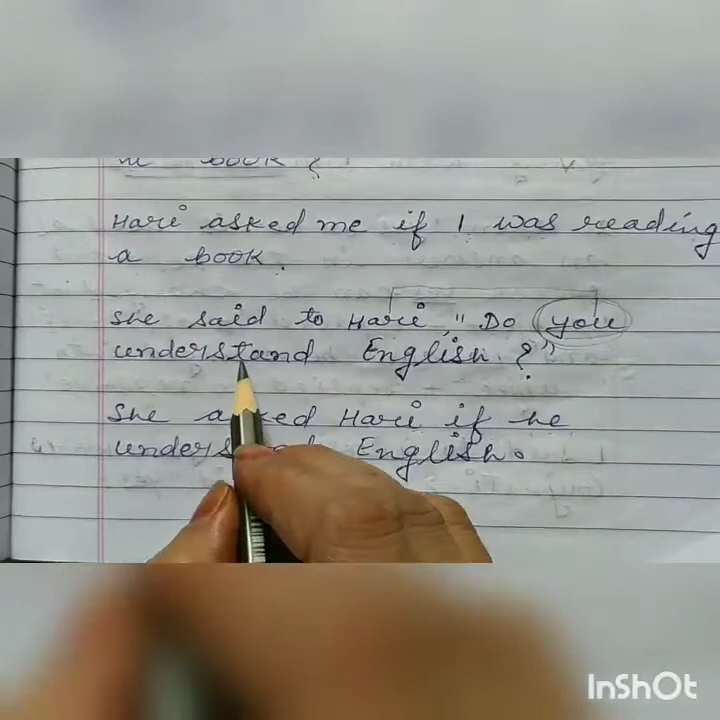 book ?
Hari asked me if I was reading
a book.
She said to Hari, "Do you
understand English ?"
She asked Hari if he
English.
InShOt